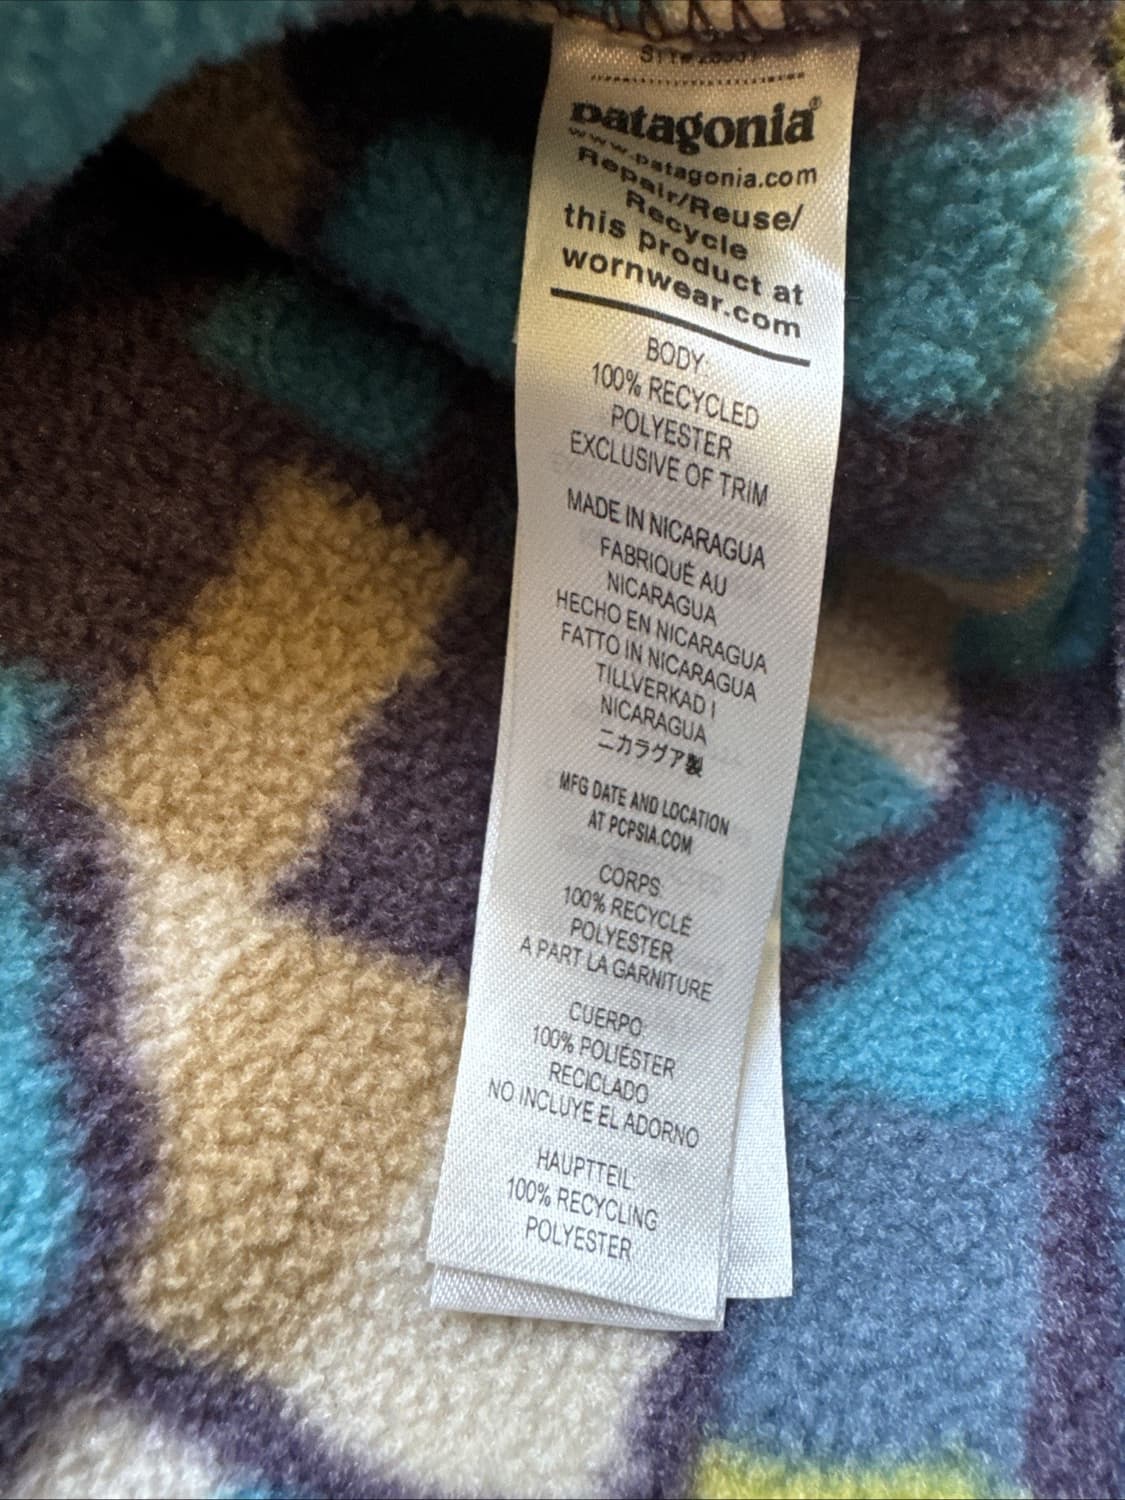 patagonia®
www.patagonia.com
Repair/Reuse/
Recycle
this product at
wornwear.com
BODY:
100% RECYCLED
POLYESTER
EXCLUSIVE OF TRIM
MADE IN NICARAGUA
FABRIQUÉ AU
NICARAGUA
HECHO EN NICARAGUA
FATTO IN NICARAGUA
TILLVERKAD I
NICARAGUA
ニカラグア製
MFG DATE AND LOCATION
AT PCPSIA.COM
CORPS:
100% RECYCLÉ
POLYESTER
A PART LA GARNITURE
CUERPO:
100% POLIÉSTER
RECICLADO
NO INCLUYE EL ADORNO
HAUPTTEIL:
100% RECYCLING
POLYESTER